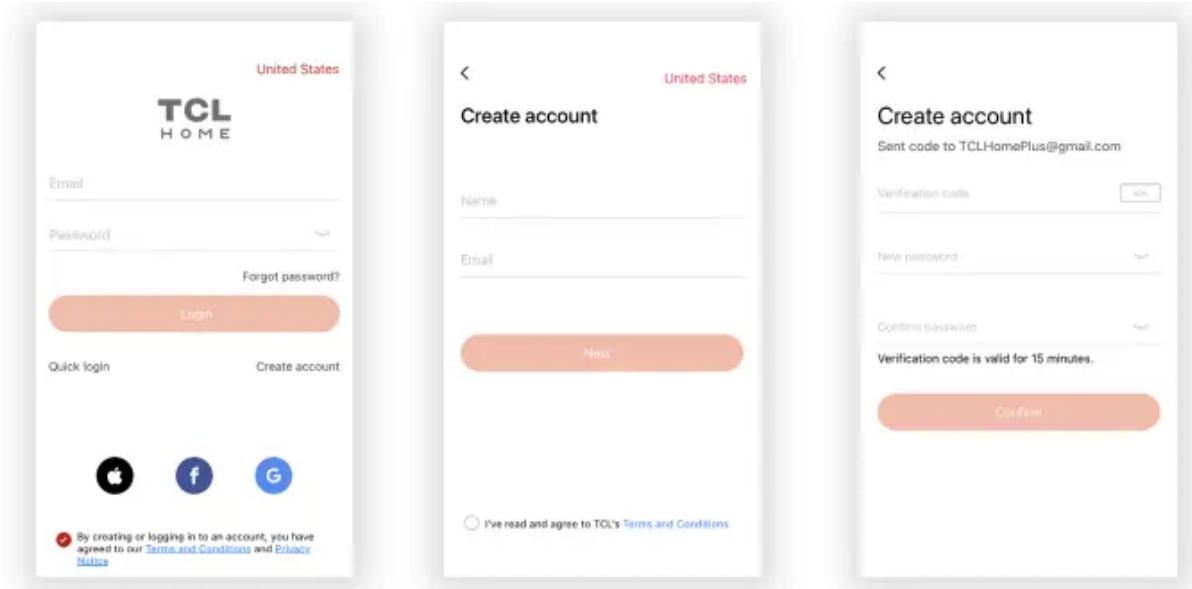 United States
TCL
HOME
Email
Password
Forgot password?
Login
Quick login
Create account
By creating or logging in to an account, you have
agreed to our Terms and Conditions and Privacy
Notice
United States
Create account
Name
Email
Next
I've read and agree to TCL's Terms and Conditions
Create account
Sent code to TCLHomePlus@gmail.com
Verification code
New password
Confirm password
Verification code is valid for 15 minutes.
Confirm